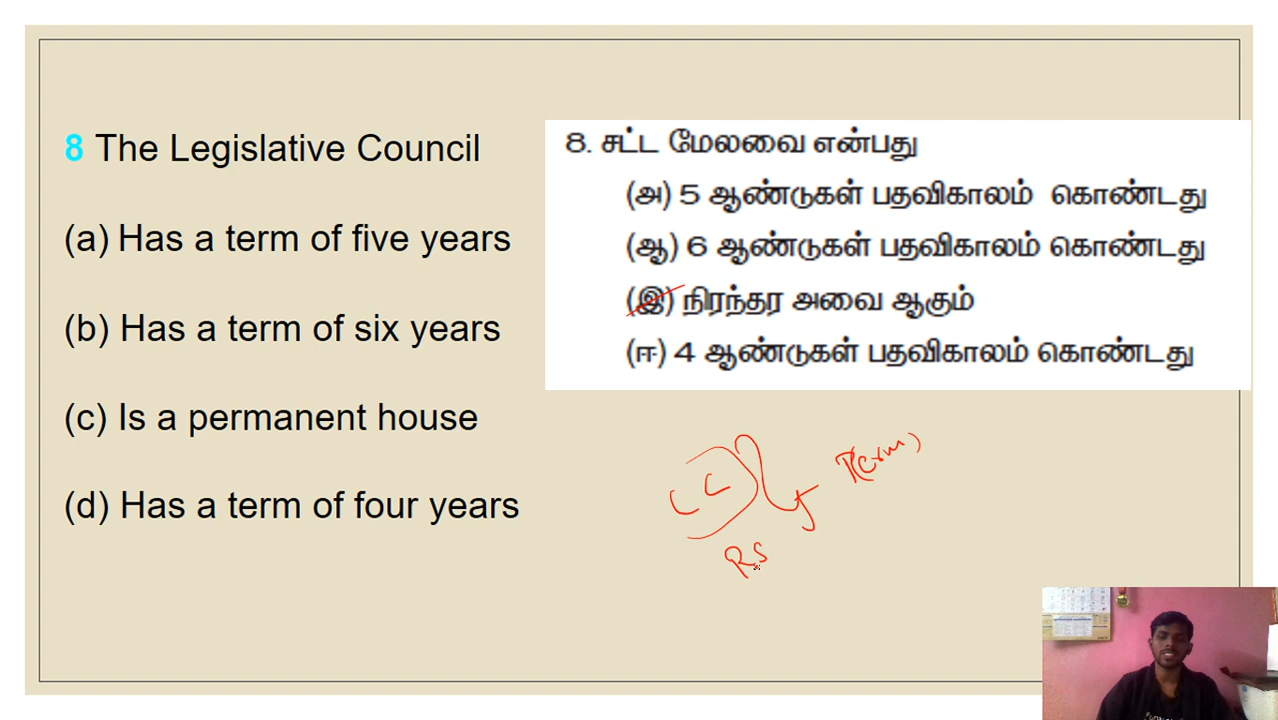 8 The Legislative Council
(a) Has a term of five years
(b) Has a term of six years
(c) Is a permanent house
(d) Has a term of four years
8. சட்ட மேலவை என்பது
(அ) 5 ஆண்டுகள் பதவிகாலம் கொண்டது
(ஆ) 6 ஆண்டுகள் பதவிகாலம் கொண்டது
(இ) நிரந்தர அவை ஆகும்
(ஈ) 4 ஆண்டுகள் பதவிகாலம் கொண்டது
LC
RS